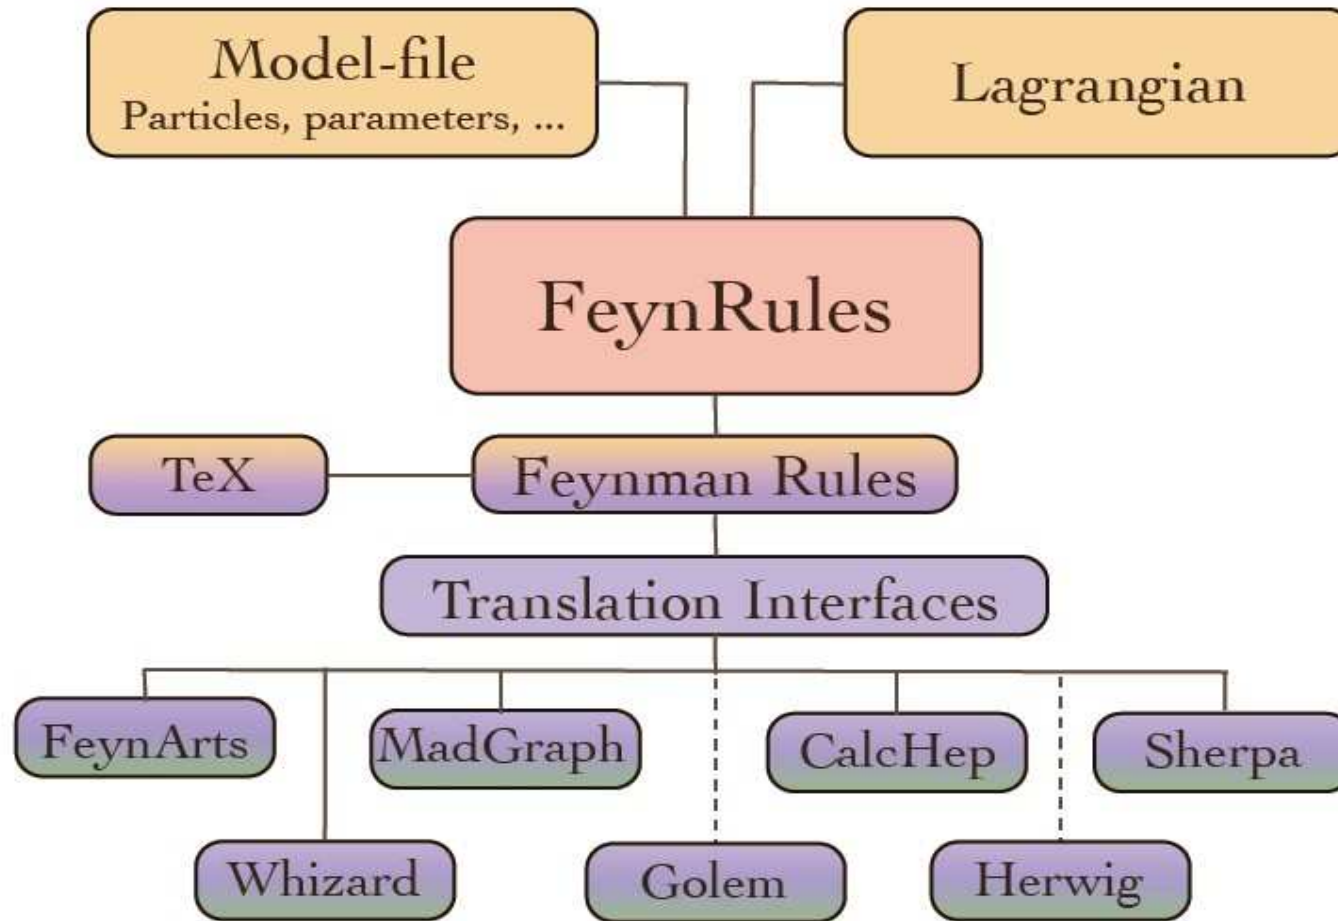 Model-file
Particles, parameters, ...
Lagrangian
FeynRules
TeX
Feynman Rules
Translation Interfaces
FeynArts
MadGraph
CalcHep
Sherpa
Whizard
Golem
Herwig